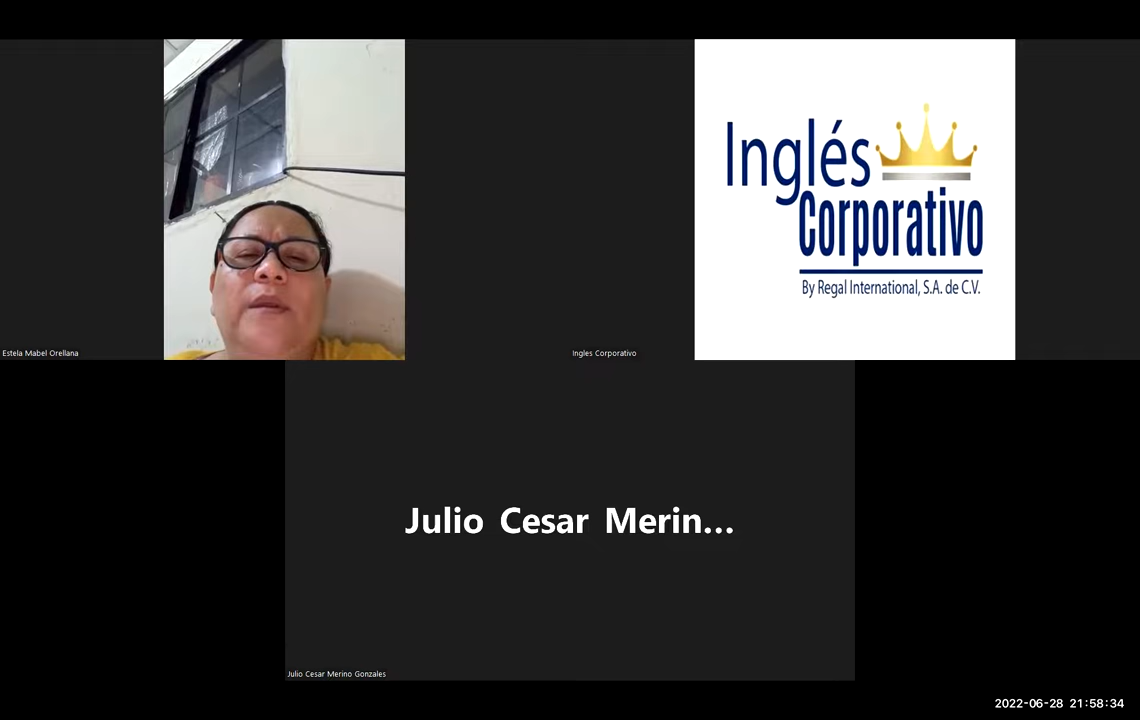 Inglés
Corporativo
By Regal International, S.A. de C.V.
Estela Mabel Orellana
Ingles Corporativo
Julio Cesar Merin...
Julio Cesar Merino Gonzales
2022-06-28 21:58:34